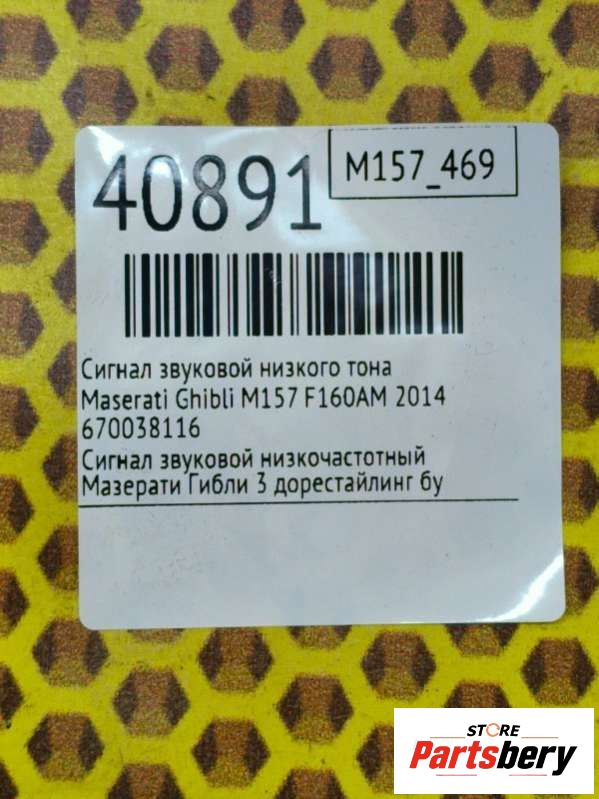 40891
M157_469
Сигнал звуковой низкого тона
Maserati Ghibli M157 F160AM 2014
670038116
Сигнал звуковой низкочастотный
Мазерати Гибли 3 дорестайлинг бу
STORE
Partsbery